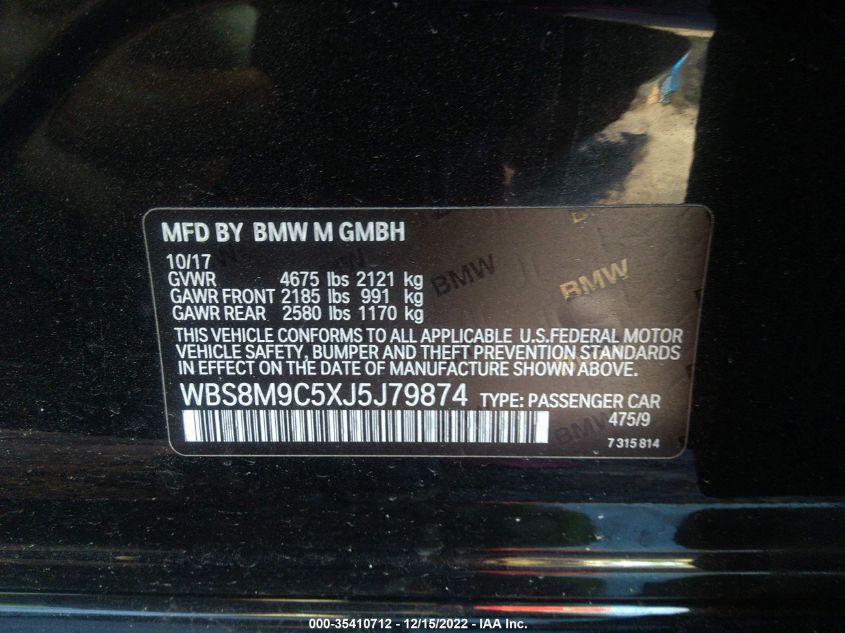 MFD BY BMW M GMBH
10/17
GVWR 4675 lbs 2121 kg
GAWR FRONT 2185 lbs 991 kg
GAWR REAR 2580 lbs 1170 kg
THIS VEHICLE CONFORMS TO ALL APPLICABLE U.S.FEDERAL MOTOR
VEHICLE SAFETY, BUMPER AND THEFT PREVENTION STANDARDS
IN EFFECT ON THE DATE OF MANUFACTURE SHOWN ABOVE.
WBS8M9C5XJ5J79874 TYPE: PASSENGER CAR
475/9
7 315 814
BMW
BMW
BMW
000-35410712 - 12/15/2022 - IAA Inc.